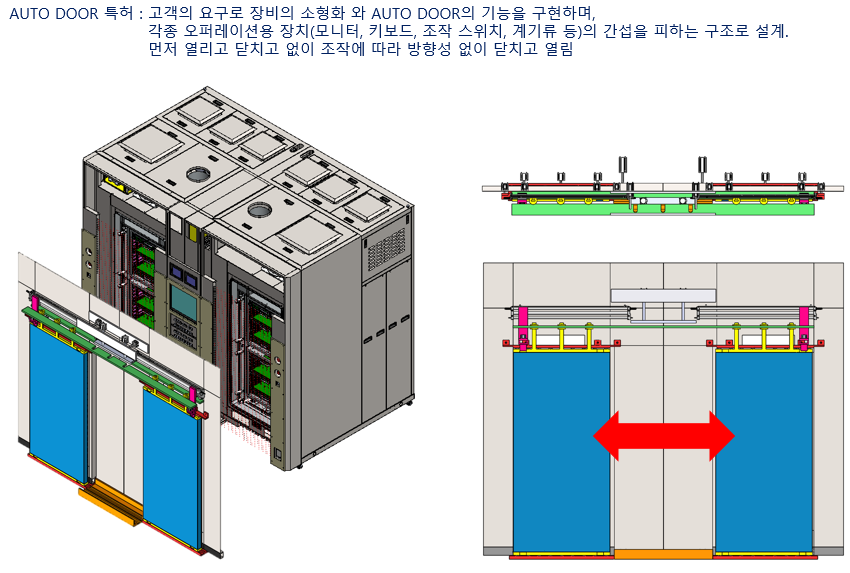 AUTO DOOR 특허 : 고객의 요구로 장비의 소형화 와 AUTO DOOR의 기능을 구현하며,
각종 오퍼레이션용 장치(모니터, 키보드, 조작 스위치, 계기류 등)의 간섭을 피하는 구조로 설계.
먼저 열리고 닫치고 없이 조작에 따라 방향성 없이 닫치고 열림